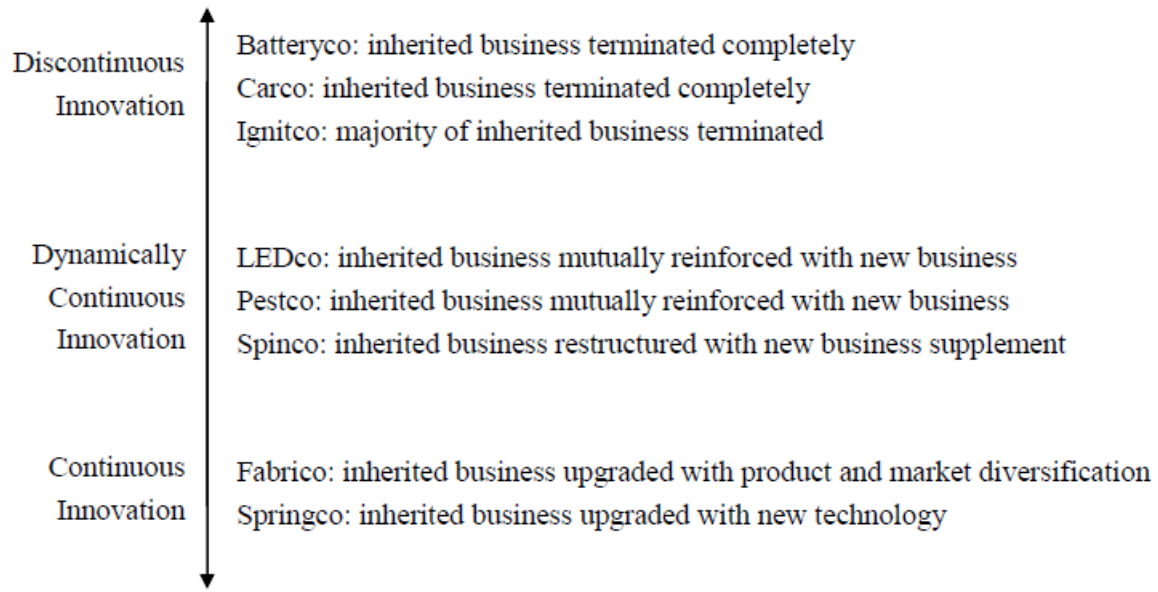 Discontinuous
Innovation
Batteryco: inherited business terminated completely
Carco: inherited business terminated completely
Ignitco: majority of inherited business terminated
Dynamically
Continuous
Innovation
LEDco: inherited business mutually reinforced with new business
Pestco: inherited business mutually reinforced with new business
Spinco: inherited business restructured with new business supplement
Continuous
Innovation
Fabrico: inherited business upgraded with product and market diversification
Springco: inherited business upgraded with new technology